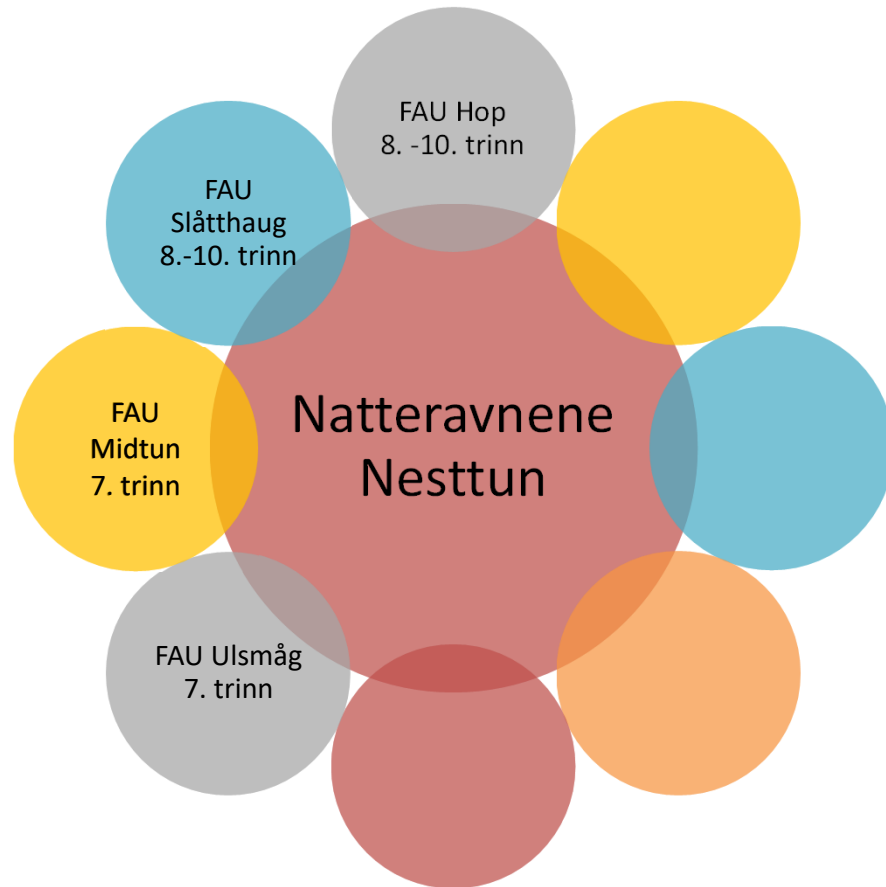 FAU Hop
8. -10. trinn
FAU
Slåtthaug
8.-10. trinn
Natteravnene
Nesttun
FAU
Midtun
7. trinn
FAU Ulsmåg
7. trinn